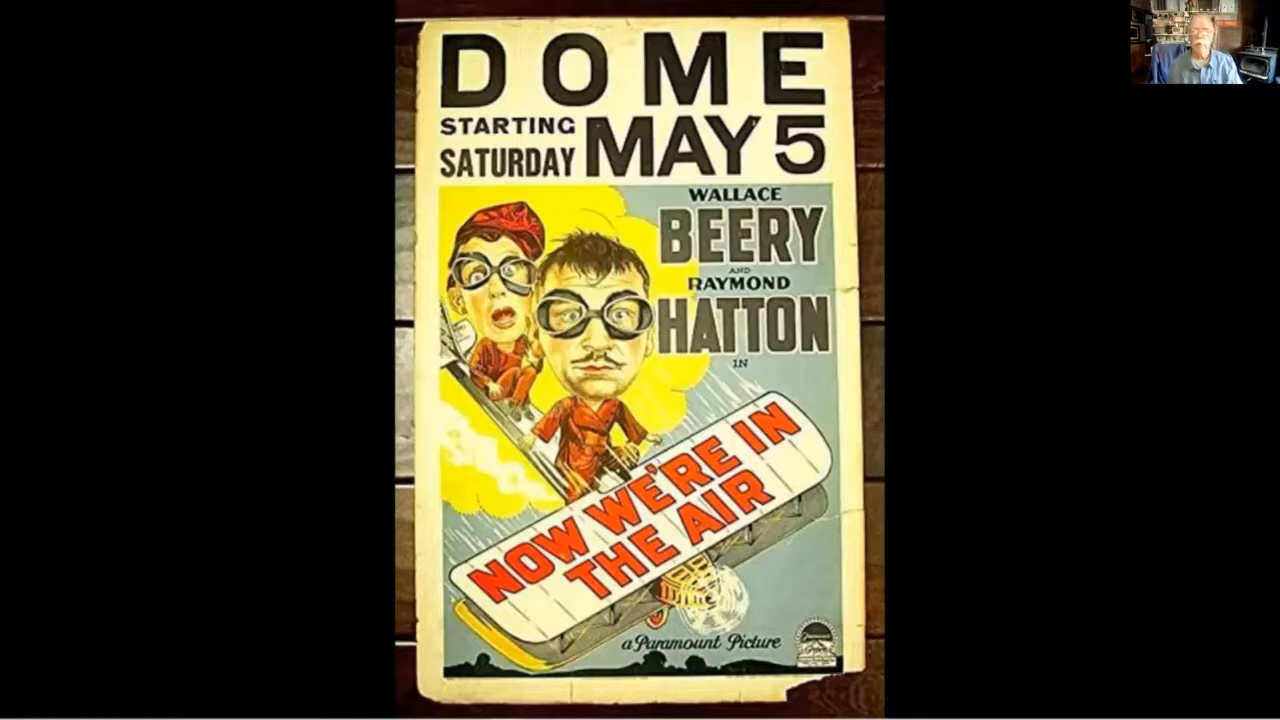 DOME
STARTING
SATURDAY
MAY 5
WALLACE
BEERY
AND
RAYMOND
HATTON
IN
NOW WE'RE IN
THE AIR
a Paramount Picture